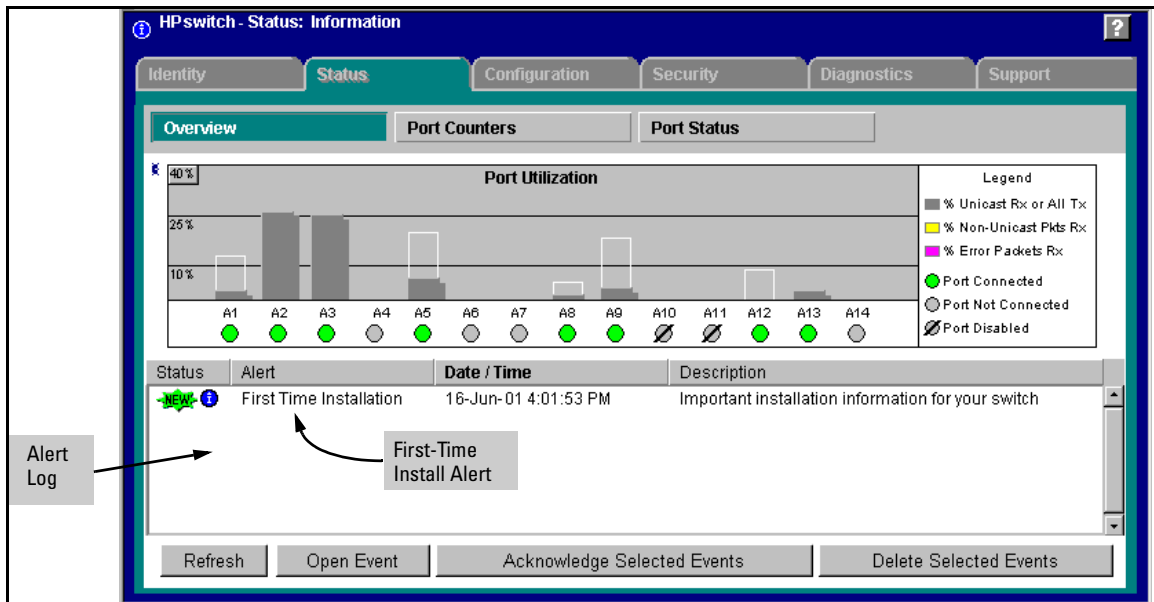 HPswitch - Status: Information
?
Identity Status Configuration Security Diagnostics Support
Overview Port Counters Port Status
40% Port Utilization
25%
10%
Legend
% Unicast Rx or All Tx
% Non-Unicast Pkts Rx
% Error Packets Rx
Port Connected
Port Not Connected
Port Disabled
A1 A2 A3 A4 A5 A6 A7 A8 A9 A10 A11 A12 A13 A14
Status Alert Date / Time Description
NEW First Time Installation 16-Jun-01 4:01:53 PM Important installation information for your switch
Alert
Log
First-Time
Install Alert
Refresh Open Event Acknowledge Selected Events Delete Selected Events